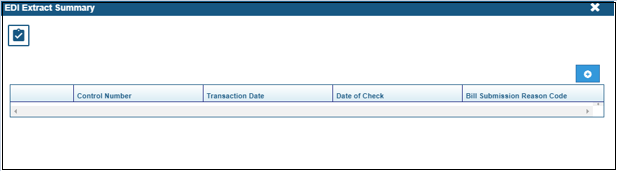 EDI Extract Summary
Control Number Transaction Date Date of Check Bill Submission Reason Code